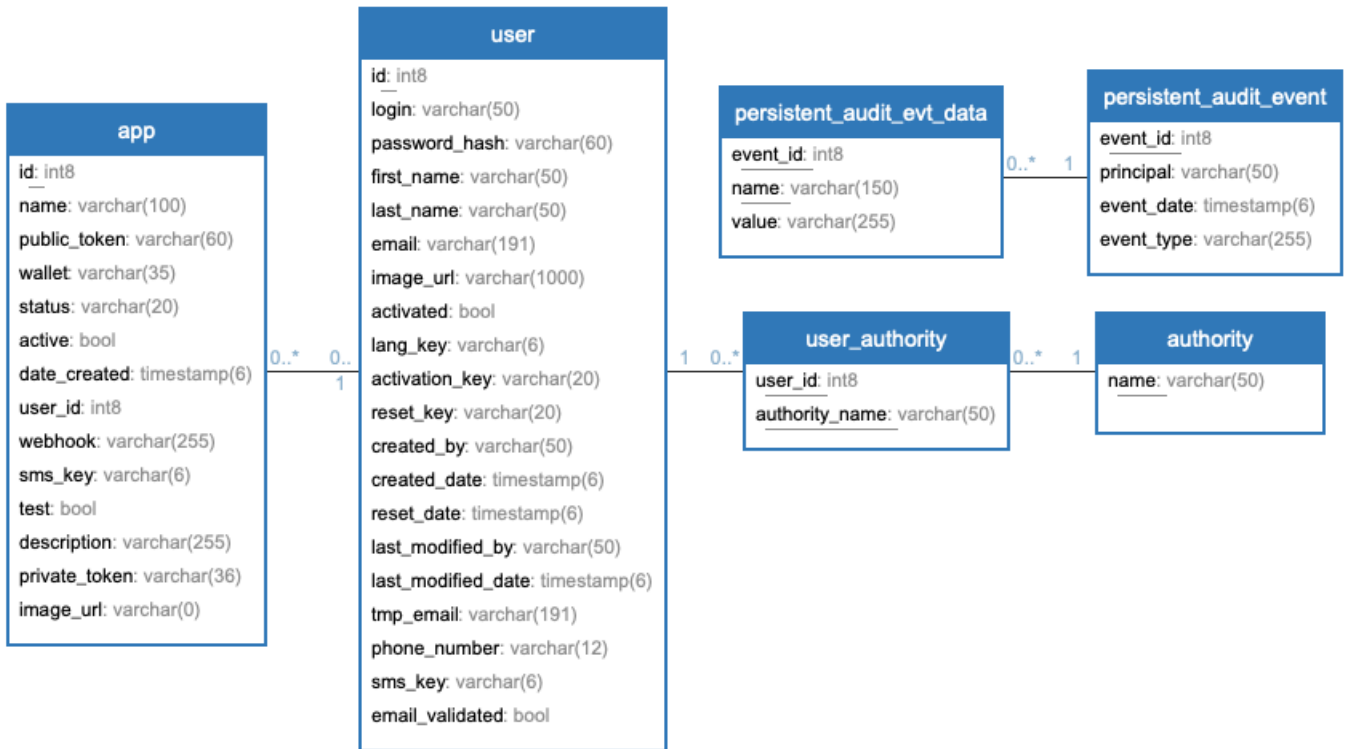 app
id: int8
name: varchar(100)
public_token: varchar(60)
wallet: varchar(35)
status: varchar(20)
active: bool
date_created: timestamp(6)
user_id: int8
webhook: varchar(255)
sms_key: varchar(6)
test: bool
description: varchar(255)
private_token: varchar(36)
image_url: varchar(0)
0..*
0..
1
user
id: int8
login: varchar(50)
password_hash: varchar(60)
first_name: varchar(50)
last_name: varchar(50)
email: varchar(191)
image_url: varchar(1000)
activated: bool
lang_key: varchar(6)
activation_key: varchar(20)
reset_key: varchar(20)
created_by: varchar(50)
created_date: timestamp(6)
reset_date: timestamp(6)
last_modified_by: varchar(50)
last_modified_date: timestamp(6)
tmp_email: varchar(191)
phone_number: varchar(12)
sms_key: varchar(6)
email_validated: bool
persistent_audit_evt_data
event_id: int8
name: varchar(150)
value: varchar(255)
0..* 1
persistent_audit_event
event_id: int8
principal: varchar(50)
event_date: timestamp(6)
event_type: varchar(255)
1 0..*
user_authority
user_id: int8
authority_name: varchar(50)
0..* 1
authority
name: varchar(50)